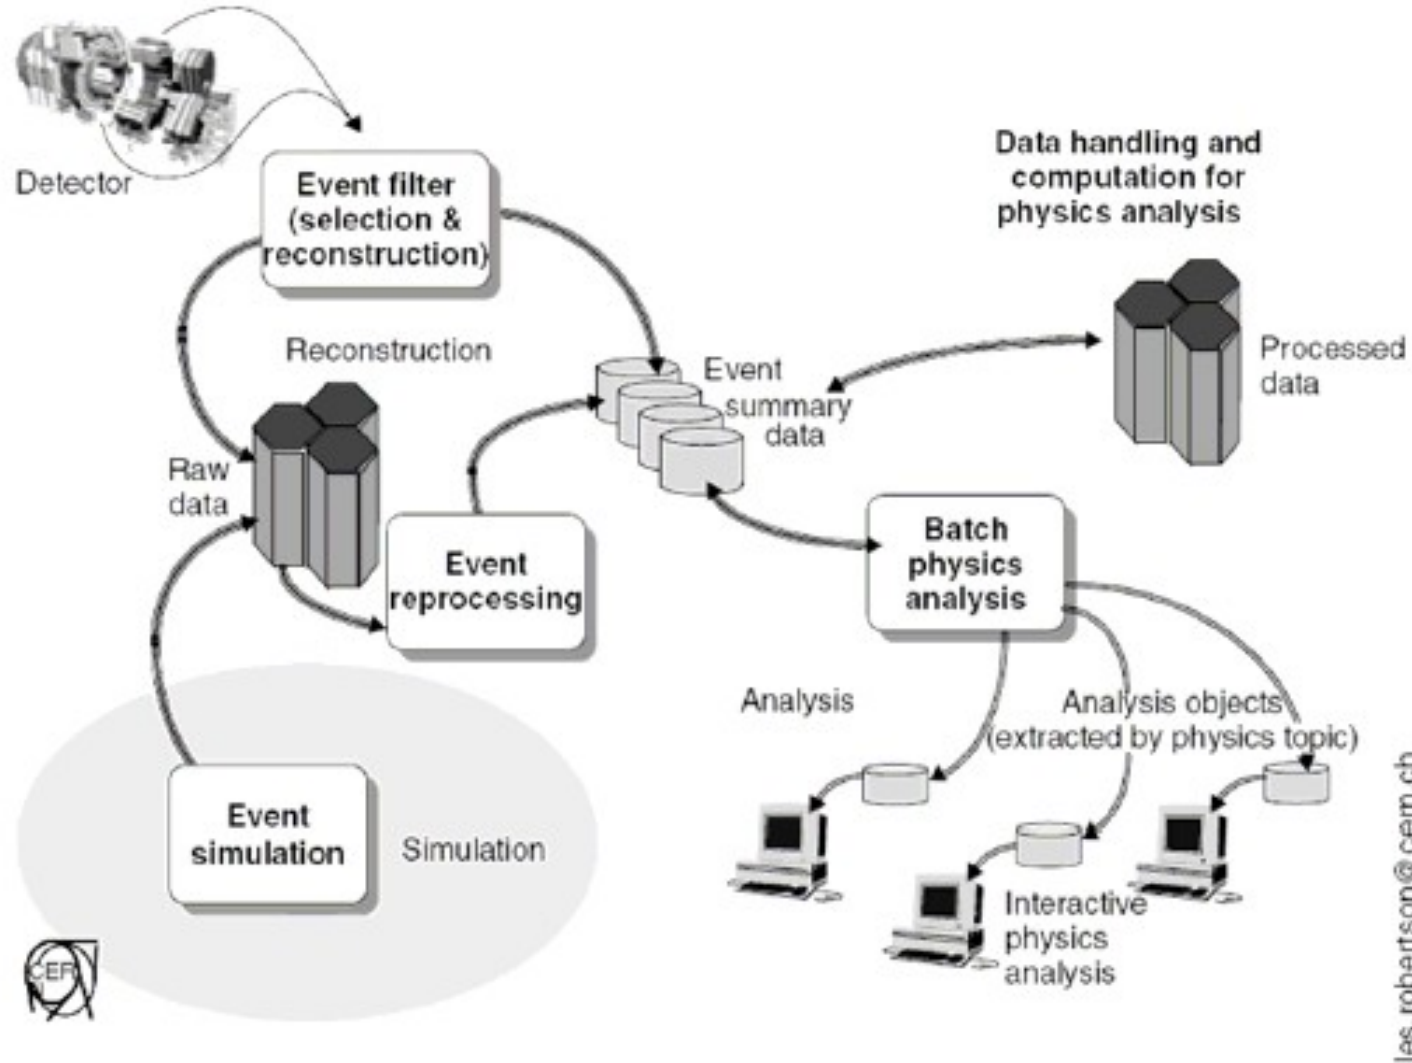 Detector
Event filter
(selection &
reconstruction)
Data handling and
computation for
physics analysis
Reconstruction
Event
summary
data
Processed
data
Raw
data
Event
reprocessing
Batch
physics
analysis
Analysis
Analysis objects
(extracted by physics topic)
Event
simulation
Simulation
Interactive
physics
analysis
CER
N
les.robertson@cern.ch